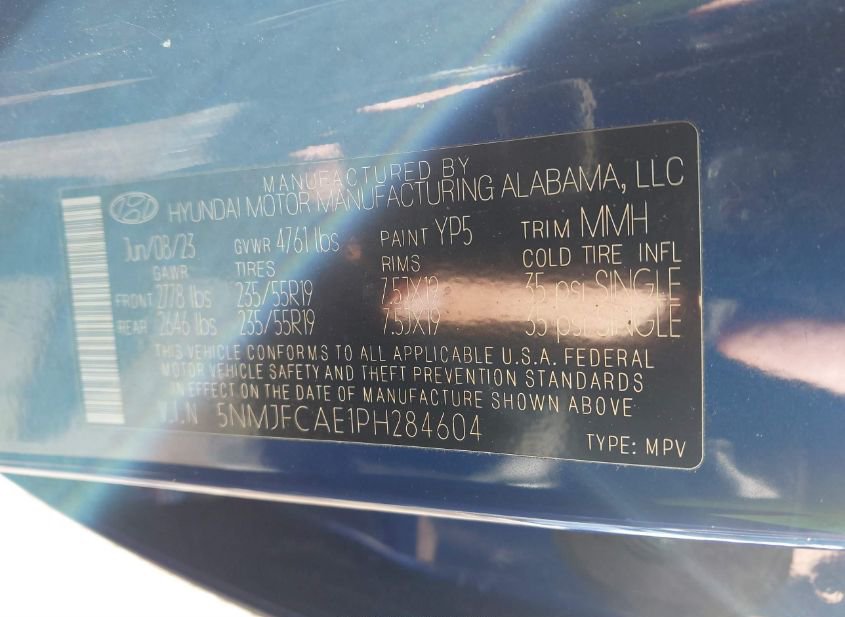 MANUFACTURED BY
HYUNDAI MOTOR MANUFACTURING ALABAMA, LLC
Jun/08/23 GVWR 4761 lbs PAINT YP5 TRIM MMH
GAWR TIRES RIMS COLD TIRE INFL
FRONT 2778 lbs 235/55R19 7.5JX19 35 psi SINGLE
REAR 2646 lbs 235/55R19 7.5JX19 35 psi SINGLE
THIS VEHICLE CONFORMS TO ALL APPLICABLE U.S.A. FEDERAL
MOTOR VEHICLE SAFETY AND THEFT PREVENTION STANDARDS
IN EFFECT ON THE DATE OF MANUFACTURE SHOWN ABOVE
V.I.N 5NMJFCAE1PH284604
TYPE: MPV